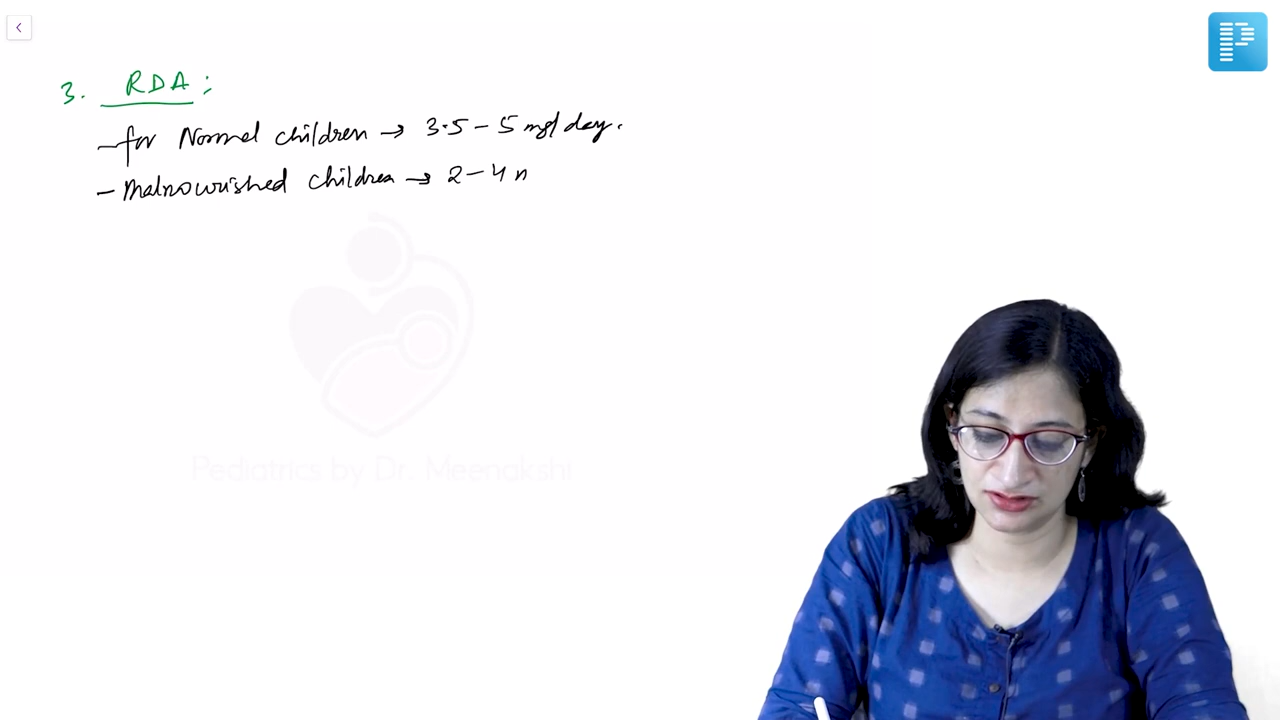 3. RDA :
- for Normal children → 3.5 - 5 mg/day.
- Malnourished children → 2 - 4 m
Pediatrics by Dr. Meenakshi